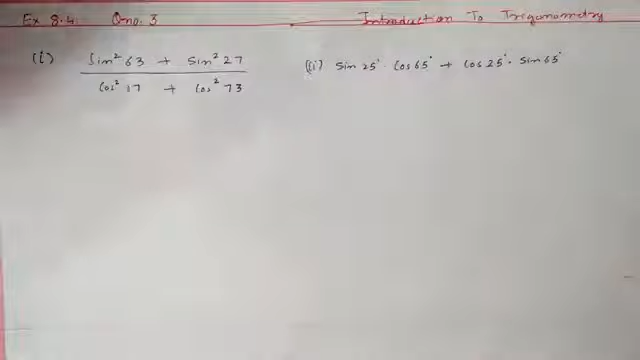 Ex 8.4. Qno. 3 Introduction To Trigonometry
(i) Sin² 63 + Sin² 27
Cos² 17 + Cos² 73
(ii) Sin 25° . Cos 65° + Cos 25° . Sin 65°